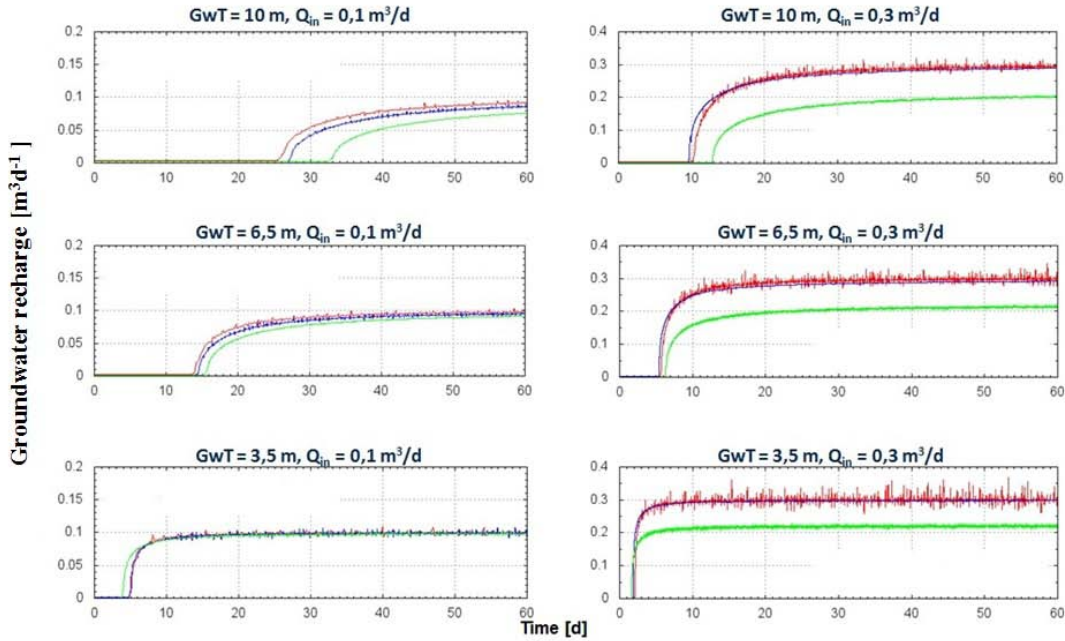 GwT = 10 m, Q_in = 0,1 m³/d
0.2
0.15
0.1
0.05
0
0 10 20 30 40 50 60
GwT = 10 m, Q_in = 0,3 m³/d
0.4
0.3
0.2
0.1
0
0 10 20 30 40 50 60
Groundwater recharge [m³d⁻¹]
GwT = 6,5 m, Q_in = 0,1 m³/d
0.2
0.15
0.1
0.05
0
0 10 20 30 40 50 60
GwT = 6,5 m, Q_in = 0,3 m³/d
0.4
0.3
0.2
0.1
0
0 10 20 30 40 50 60
GwT = 3,5 m, Q_in = 0,1 m³/d
0.2
0.15
0.1
0.05
0
0 10 20 30 40 50 60
GwT = 3,5 m, Q_in = 0,3 m³/d
0.4
0.3
0.2
0.1
0
0 10 20 30 40 50 60
Time [d]